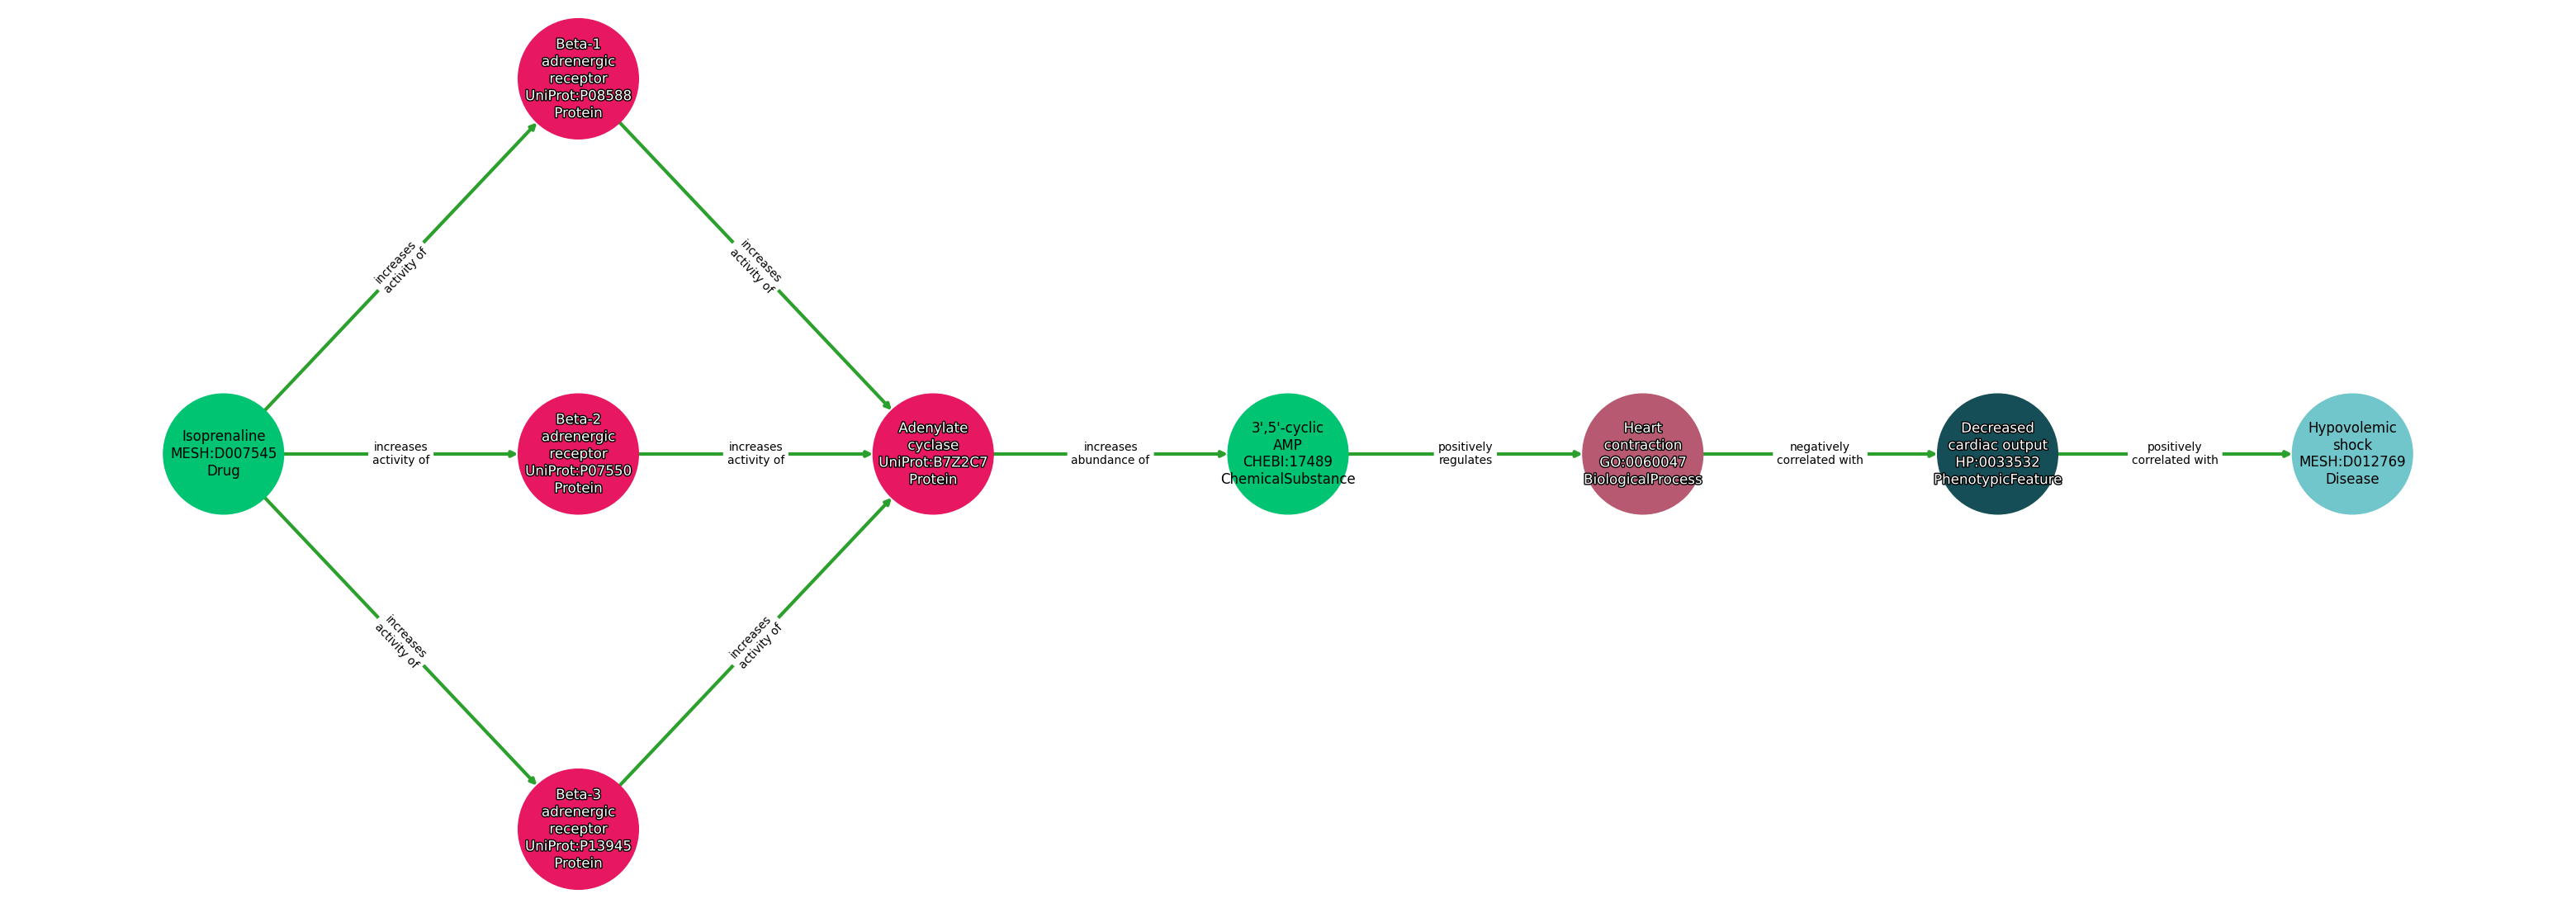 Beta-1
adrenergic
receptor
UniProt:P08588
Protein
increases
activity of
increases
activity of
Isoprenaline
MESH:D007545
Drug
increases
activity of
Beta-2
adrenergic
receptor
UniProt:P07550
Protein
increases
activity of
Adenylate
cyclase
UniProt:B7Z2C7
Protein
increases
abundance of
3',5'-cyclic
AMP
CHEBI:17489
ChemicalSubstance
positively
regulates
Heart
contraction
GO:0060047
BiologicalProcess
negatively
correlated with
Decreased
cardiac output
HP:0033532
PhenotypicFeature
positively
correlated with
Hypovolemic
shock
MESH:D012769
Disease
increases
activity of
increases
activity of
Beta-3
adrenergic
receptor
UniProt:P13945
Protein